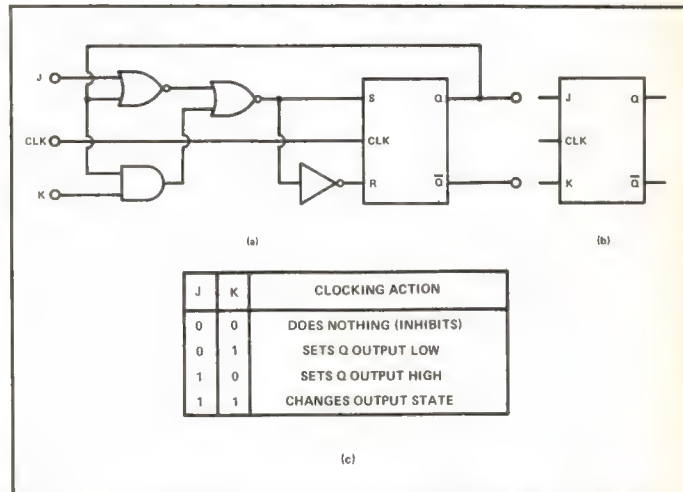 J
CLK
K
S Q
CLK
R Q̅
J Q
CLK
K Q̅
(a)
(b)
J K CLOCKING ACTION
0 0 DOES NOTHING (INHIBITS)
0 1 SETS Q OUTPUT LOW
1 0 SETS Q OUTPUT HIGH
1 1 CHANGES OUTPUT STATE
(c)